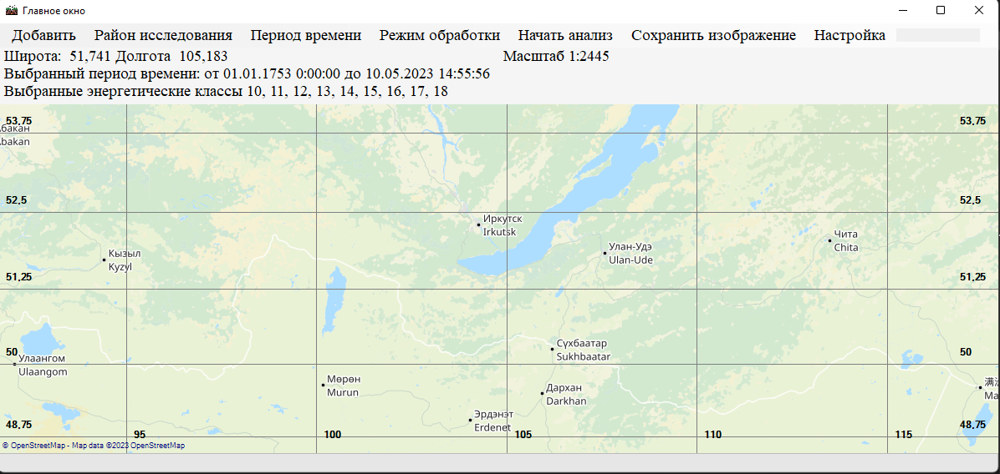 Главное окно
Добавить Район исследования Период времени Режим обработки Начать анализ Сохранить изображение Настройка
Широта: 51,741 Долгота 105,183 Масштаб 1:2445
Выбранный период времени: от 01.01.1753 0:00:00 до 10.05.2023 14:55:56
Выбранные энергетические классы 10, 11, 12, 13, 14, 15, 16, 17, 18
53,75 53,75
бакан
bakan
52,5 52,5
Иркутск
Irkutsk
Чита
Chita
Улан-Удэ
Ulan-Ude
Кызыл
Kyzyl
51,25 51,25
Сүхбаатар
Sukhbaatar
50 50
Улаангом
Ulaangom
Мөрөн
Murun
Дархан
Darkhan
满
Ma
Эрдэнэт
Erdenet
48,75 48,75
95 100 105 110 115
© OpenStreetMap - Map data ©2023 OpenStreetMap